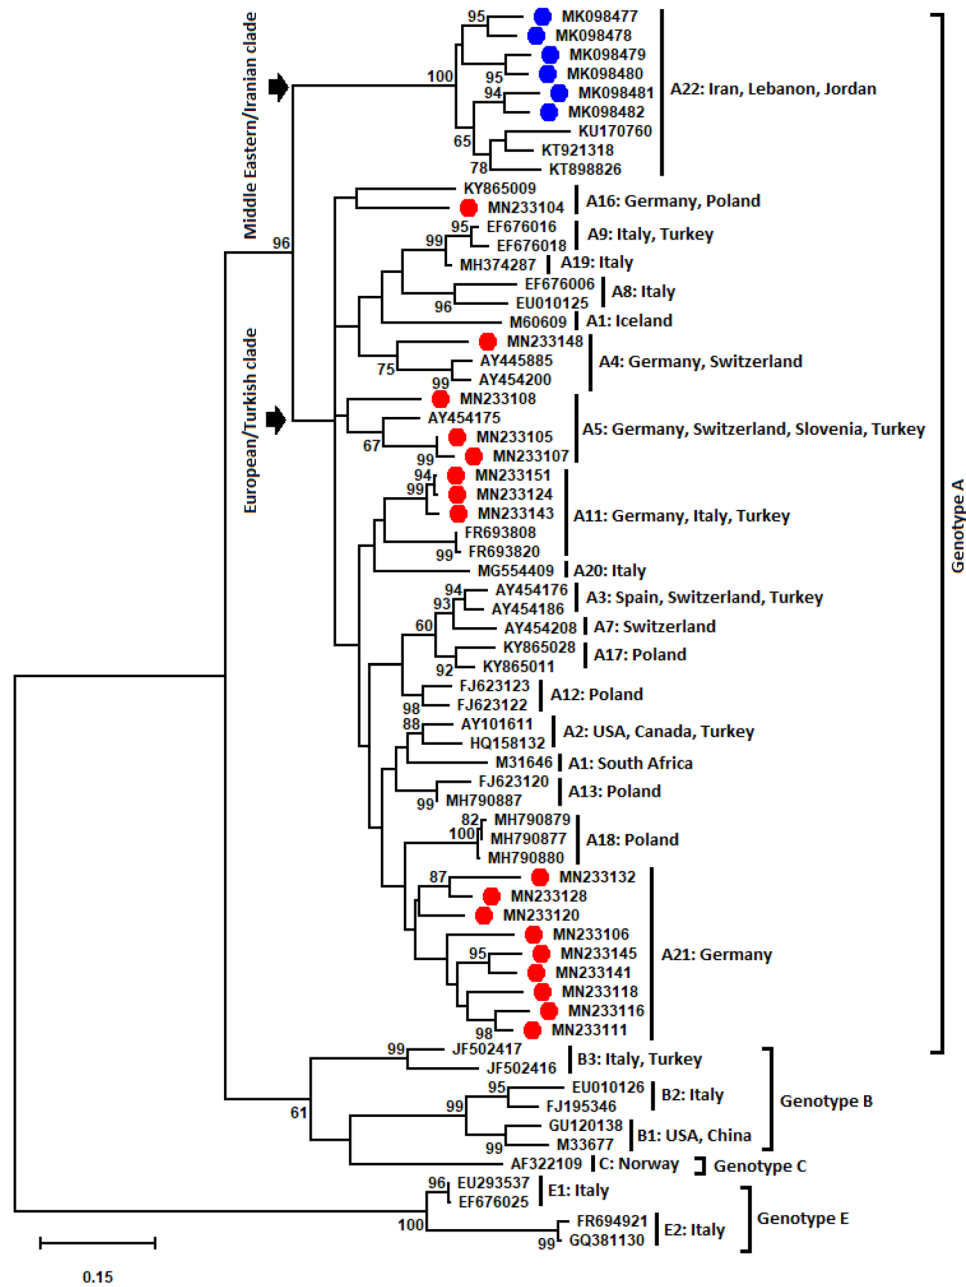 Middle Eastern/Iranian clade
European/Turkish clade
95
MK098477
MK098478
MK098479
100
95
MK098480
A22: Iran, Lebanon, Jordan
94
MK098481
MK098482
65
KU170760
KT921318
78
KT898826
KY865009
A16: Germany, Poland
MN233104
95
EF676016
A9: Italy, Turkey
96
99
EF676018
MH374287
A19: Italy
EF676006
A8: Italy
96
EU010125
M60609
A1: Iceland
MN233148
75
AY445885
A4: Germany, Switzerland
99
AY454200
MN233108
AY454175
A5: Germany, Switzerland, Slovenia, Turkey
67
MN233105
99
MN233107
94
MN233151
99
MN233124
MN233143
A11: Germany, Italy, Turkey
FR693808
99
FR693820
MG554409
A20: Italy
94
AY454176
A3: Spain, Switzerland, Turkey
93
AY454186
60
AY454208
A7: Switzerland
KY865028
A17: Poland
92
KY865011
FJ623123
A12: Poland
98
FJ623122
88
AY101611
A2: USA, Canada, Turkey
HQ158132
M31646
A1: South Africa
FJ623120
A13: Poland
99
MH790887
82
MH790879
100
MH790877
A18: Poland
MH790880
87
MN233132
MN233128
MN233120
MN233106
95
MN233145
A21: Germany
MN233141
MN233118
MN233116
98
MN233111
Genotype A
99
JF502417
B3: Italy, Turkey
JF502416
61
95
EU010126
B2: Italy
99
FJ195346
Genotype B
GU120138
B1: USA, China
99
M33677
AF322109
C: Norway
Genotype C
96
EU293537
E1: Italy
EF676025
100
FR694921
E2: Italy
99
GQ381130
Genotype E
0.15